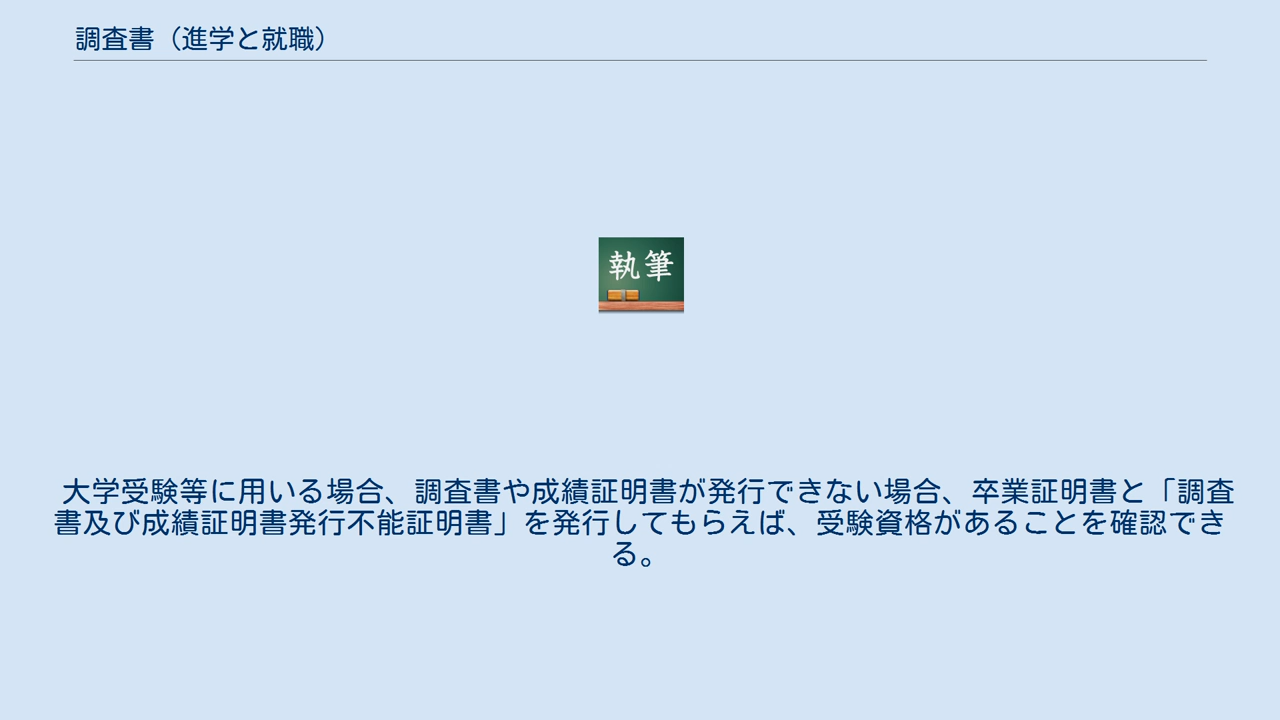 調査書（進学と就職）
執筆
大学受験等に用いる場合、調査書や成績証明書が発行できない場合、卒業証明書と「調査
書及び成績証明書発行不能証明書」を発行してもらえば、受験資格があることを確認でき
る。